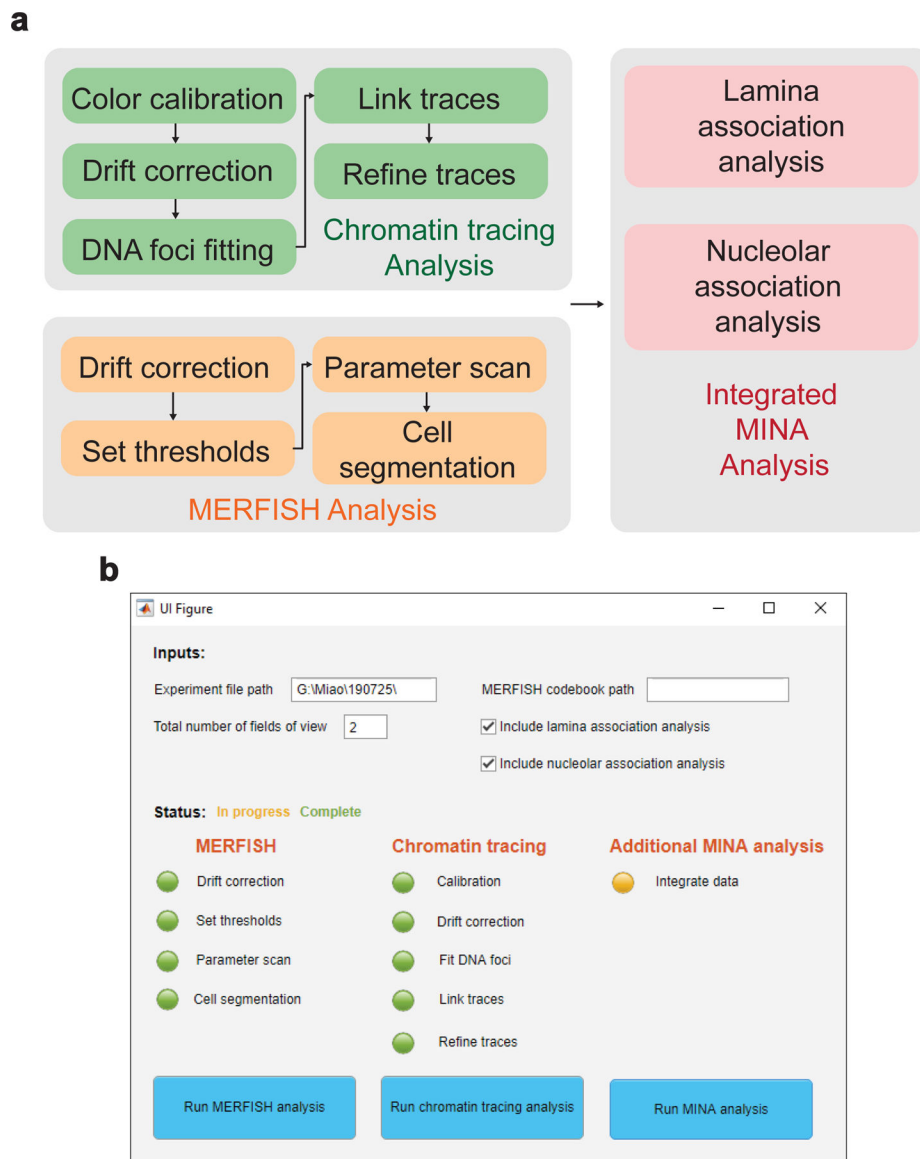 a
Color calibration
Drift correction
DNA foci fitting
Link traces
Refine traces
Chromatin tracing
Analysis
Drift correction
Set thresholds
Parameter scan
Cell
segmentation
MERFISH Analysis
Lamina
association
analysis
Nucleolar
association
analysis
Integrated
MINA
Analysis
b
UI Figure
Inputs:
Experiment file path G:\Miao\190725\
MERFISH codebook path
Total number of fields of view 2
Include lamina association analysis
Include nucleolar association analysis
Status: In progress Complete
MERFISH
Drift correction
Set thresholds
Parameter scan
Cell segmentation
Chromatin tracing
Calibration
Drift correction
Fit DNA foci
Link traces
Refine traces
Additional MINA analysis
Integrate data
Run MERFISH analysis
Run chromatin tracing analysis
Run MINA analysis